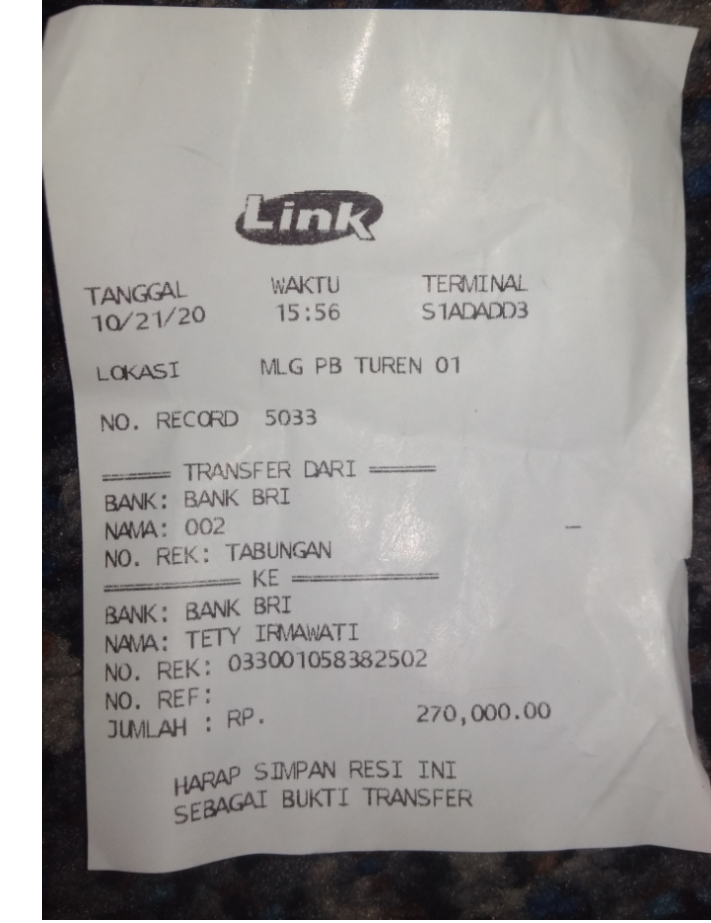 Link
TANGGAL WAKTU TERMINAL
10/21/20 15:56 S1ADADD3
LOKASI MLG PB TUREN 01
NO. RECORD 5033
===== TRANSFER DARI =====
BANK: BANK BRI
NAMA: 002
NO. REK: TABUNGAN
========== KE ==========
BANK: BANK BRI
NAMA: TETY IRMAWATI
NO. REK: 033001058382502
NO. REF:
JUMLAH : RP. 270,000.00
HARAP SIMPAN RESI INI
SEBAGAI BUKTI TRANSFER